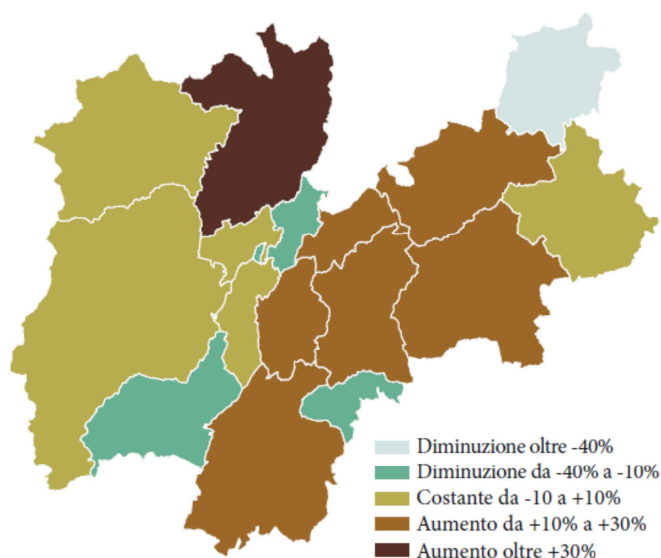 Diminuzione oltre -40%
Diminuzione da -40% a -10%
Costante da -10 a +10%
Aumento da +10% a +30%
Aumento oltre +30%